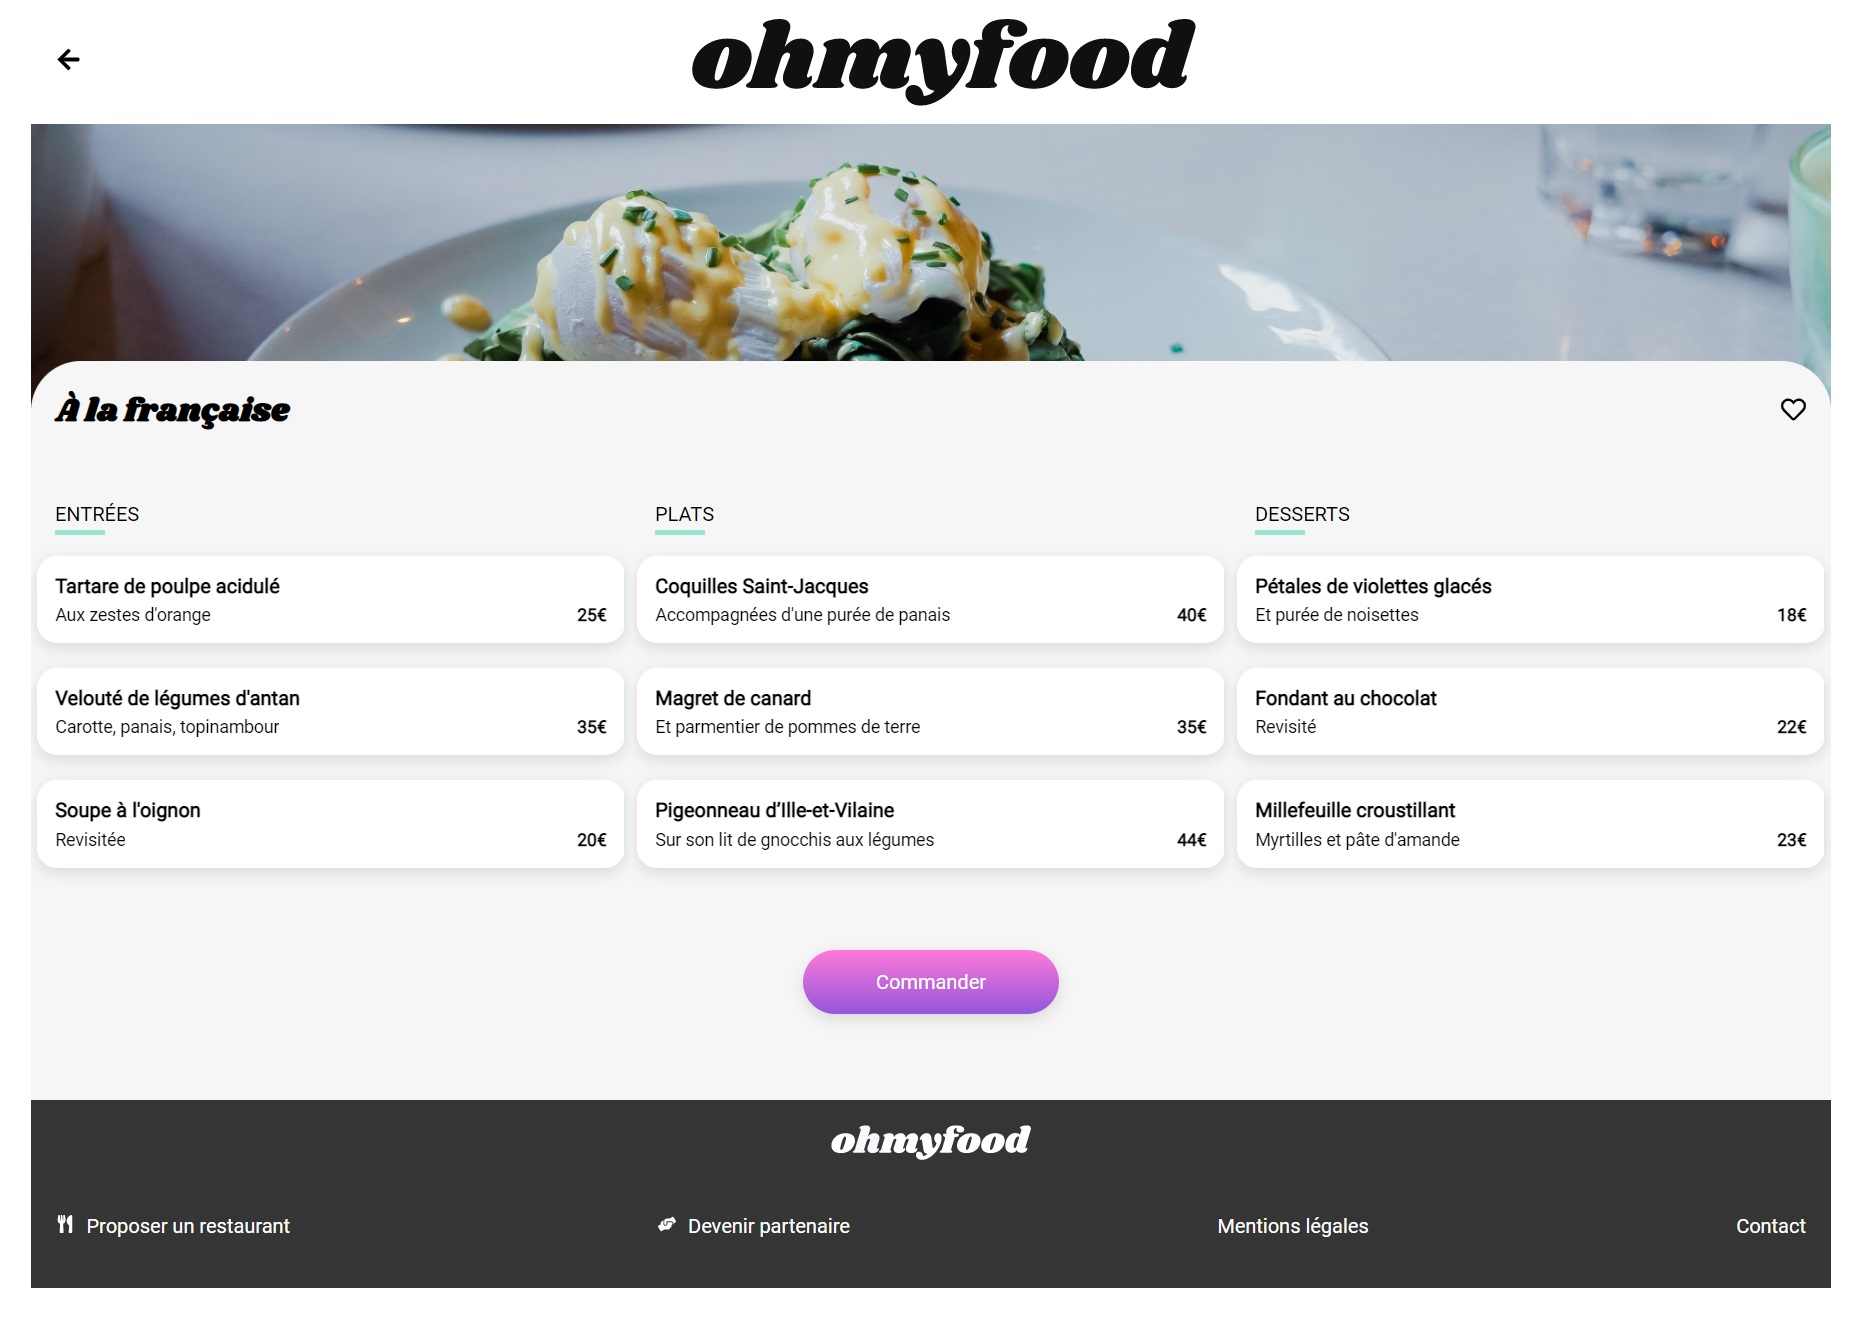 ohmyfood
À la française
ENTRÉES
Tartare de poulpe acidulé
Aux zestes d'orange 25€
Velouté de légumes d'antan
Carotte, panais, topinambour 35€
Soupe à l'oignon
Revisitée 20€
PLATS
Coquilles Saint-Jacques
Accompagnées d'une purée de panais 40€
Magret de canard
Et parmentier de pommes de terre 35€
Pigeonneau d’Ille-et-Vilaine
Sur son lit de gnocchis aux légumes 44€
DESSERTS
Pétales de violettes glacés
Et purée de noisettes 18€
Fondant au chocolat
Revisité 22€
Millefeuille croustillant
Myrtilles et pâte d'amande 23€
Commander
ohmyfood
Proposer un restaurant
Devenir partenaire
Mentions légales
Contact